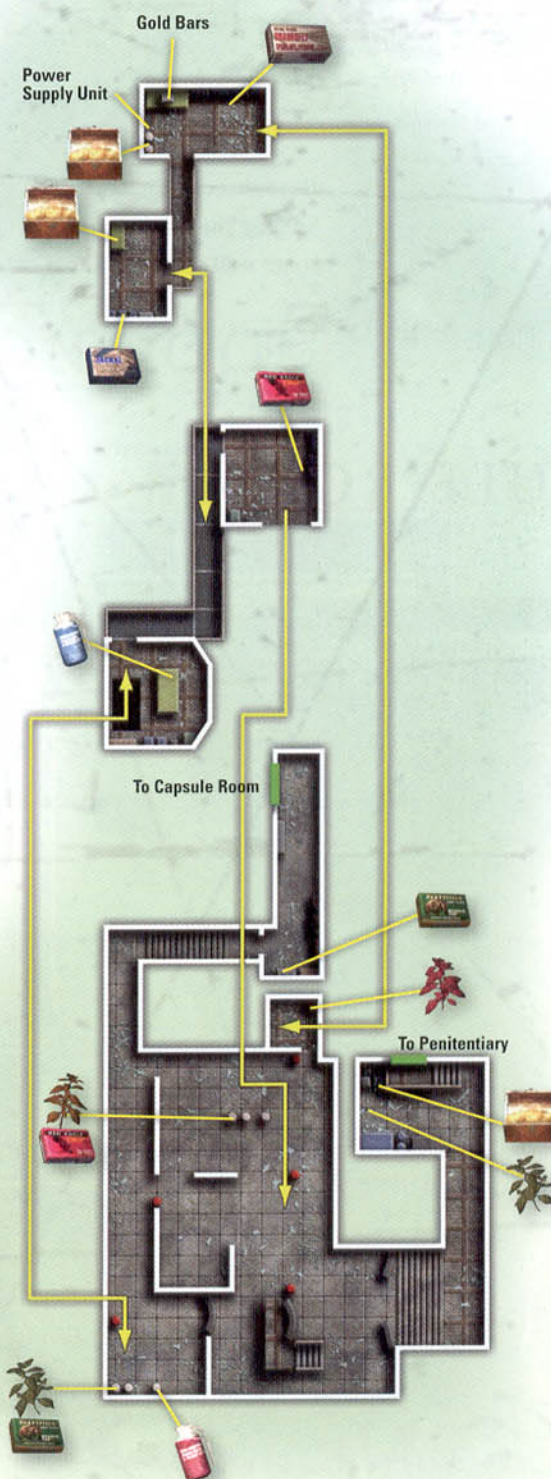 Gold Bars
Power
Supply Unit
To Capsule Room
To Penitentiary